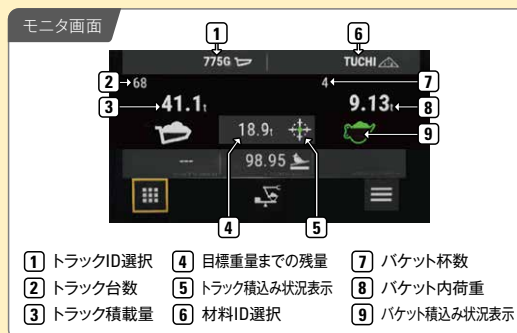 モニタ画面
1 6
775G TUCHI
2 68 4 7
3 41.1t 9.13t 8
18.9t 9
--- 98.95
4 5
1 トラックID選択 4 目標重量までの残量 7 バケット杯数
2 トラック台数 5 トラック積込み状況表示 8 バケット内荷重
3 トラック積載量 6 材料ID選択 9 バケット積込み状況表示